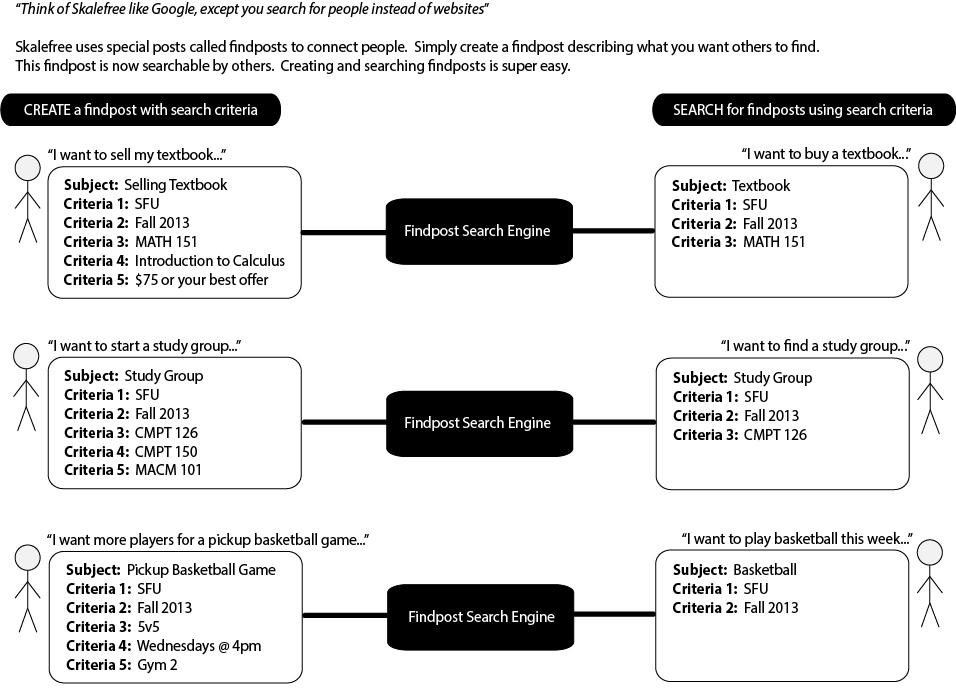 “Think of Skalefree like Google, except you search for people instead of websites”
Skalefree uses special posts called findposts to connect people. Simply create a findpost describing what you want others to find.
This findpost is now searchable by others. Creating and searching findposts is super easy.
CREATE a findpost with search criteria
SEARCH for findposts using search criteria
“I want to sell my textbook...”
Subject: Selling Textbook
Criteria 1: SFU
Criteria 2: Fall 2013
Criteria 3: MATH 151
Criteria 4: Introduction to Calculus
Criteria 5: $75 or your best offer
Findpost Search Engine
“I want to buy a textbook...”
Subject: Textbook
Criteria 1: SFU
Criteria 2: Fall 2013
Criteria 3: MATH 151
“I want to start a study group...”
Subject: Study Group
Criteria 1: SFU
Criteria 2: Fall 2013
Criteria 3: CMPT 126
Criteria 4: CMPT 150
Criteria 5: MACM 101
Findpost Search Engine
“I want to find a study group...”
Subject: Study Group
Criteria 1: SFU
Criteria 2: Fall 2013
Criteria 3: CMPT 126
“I want more players for a pickup basketball game...”
Subject: Pickup Basketball Game
Criteria 1: SFU
Criteria 2: Fall 2013
Criteria 3: 5v5
Criteria 4: Wednesdays @ 4pm
Criteria 5: Gym 2
Findpost Search Engine
“I want to play basketball this week...”
Subject: Basketball
Criteria 1: SFU
Criteria 2: Fall 2013